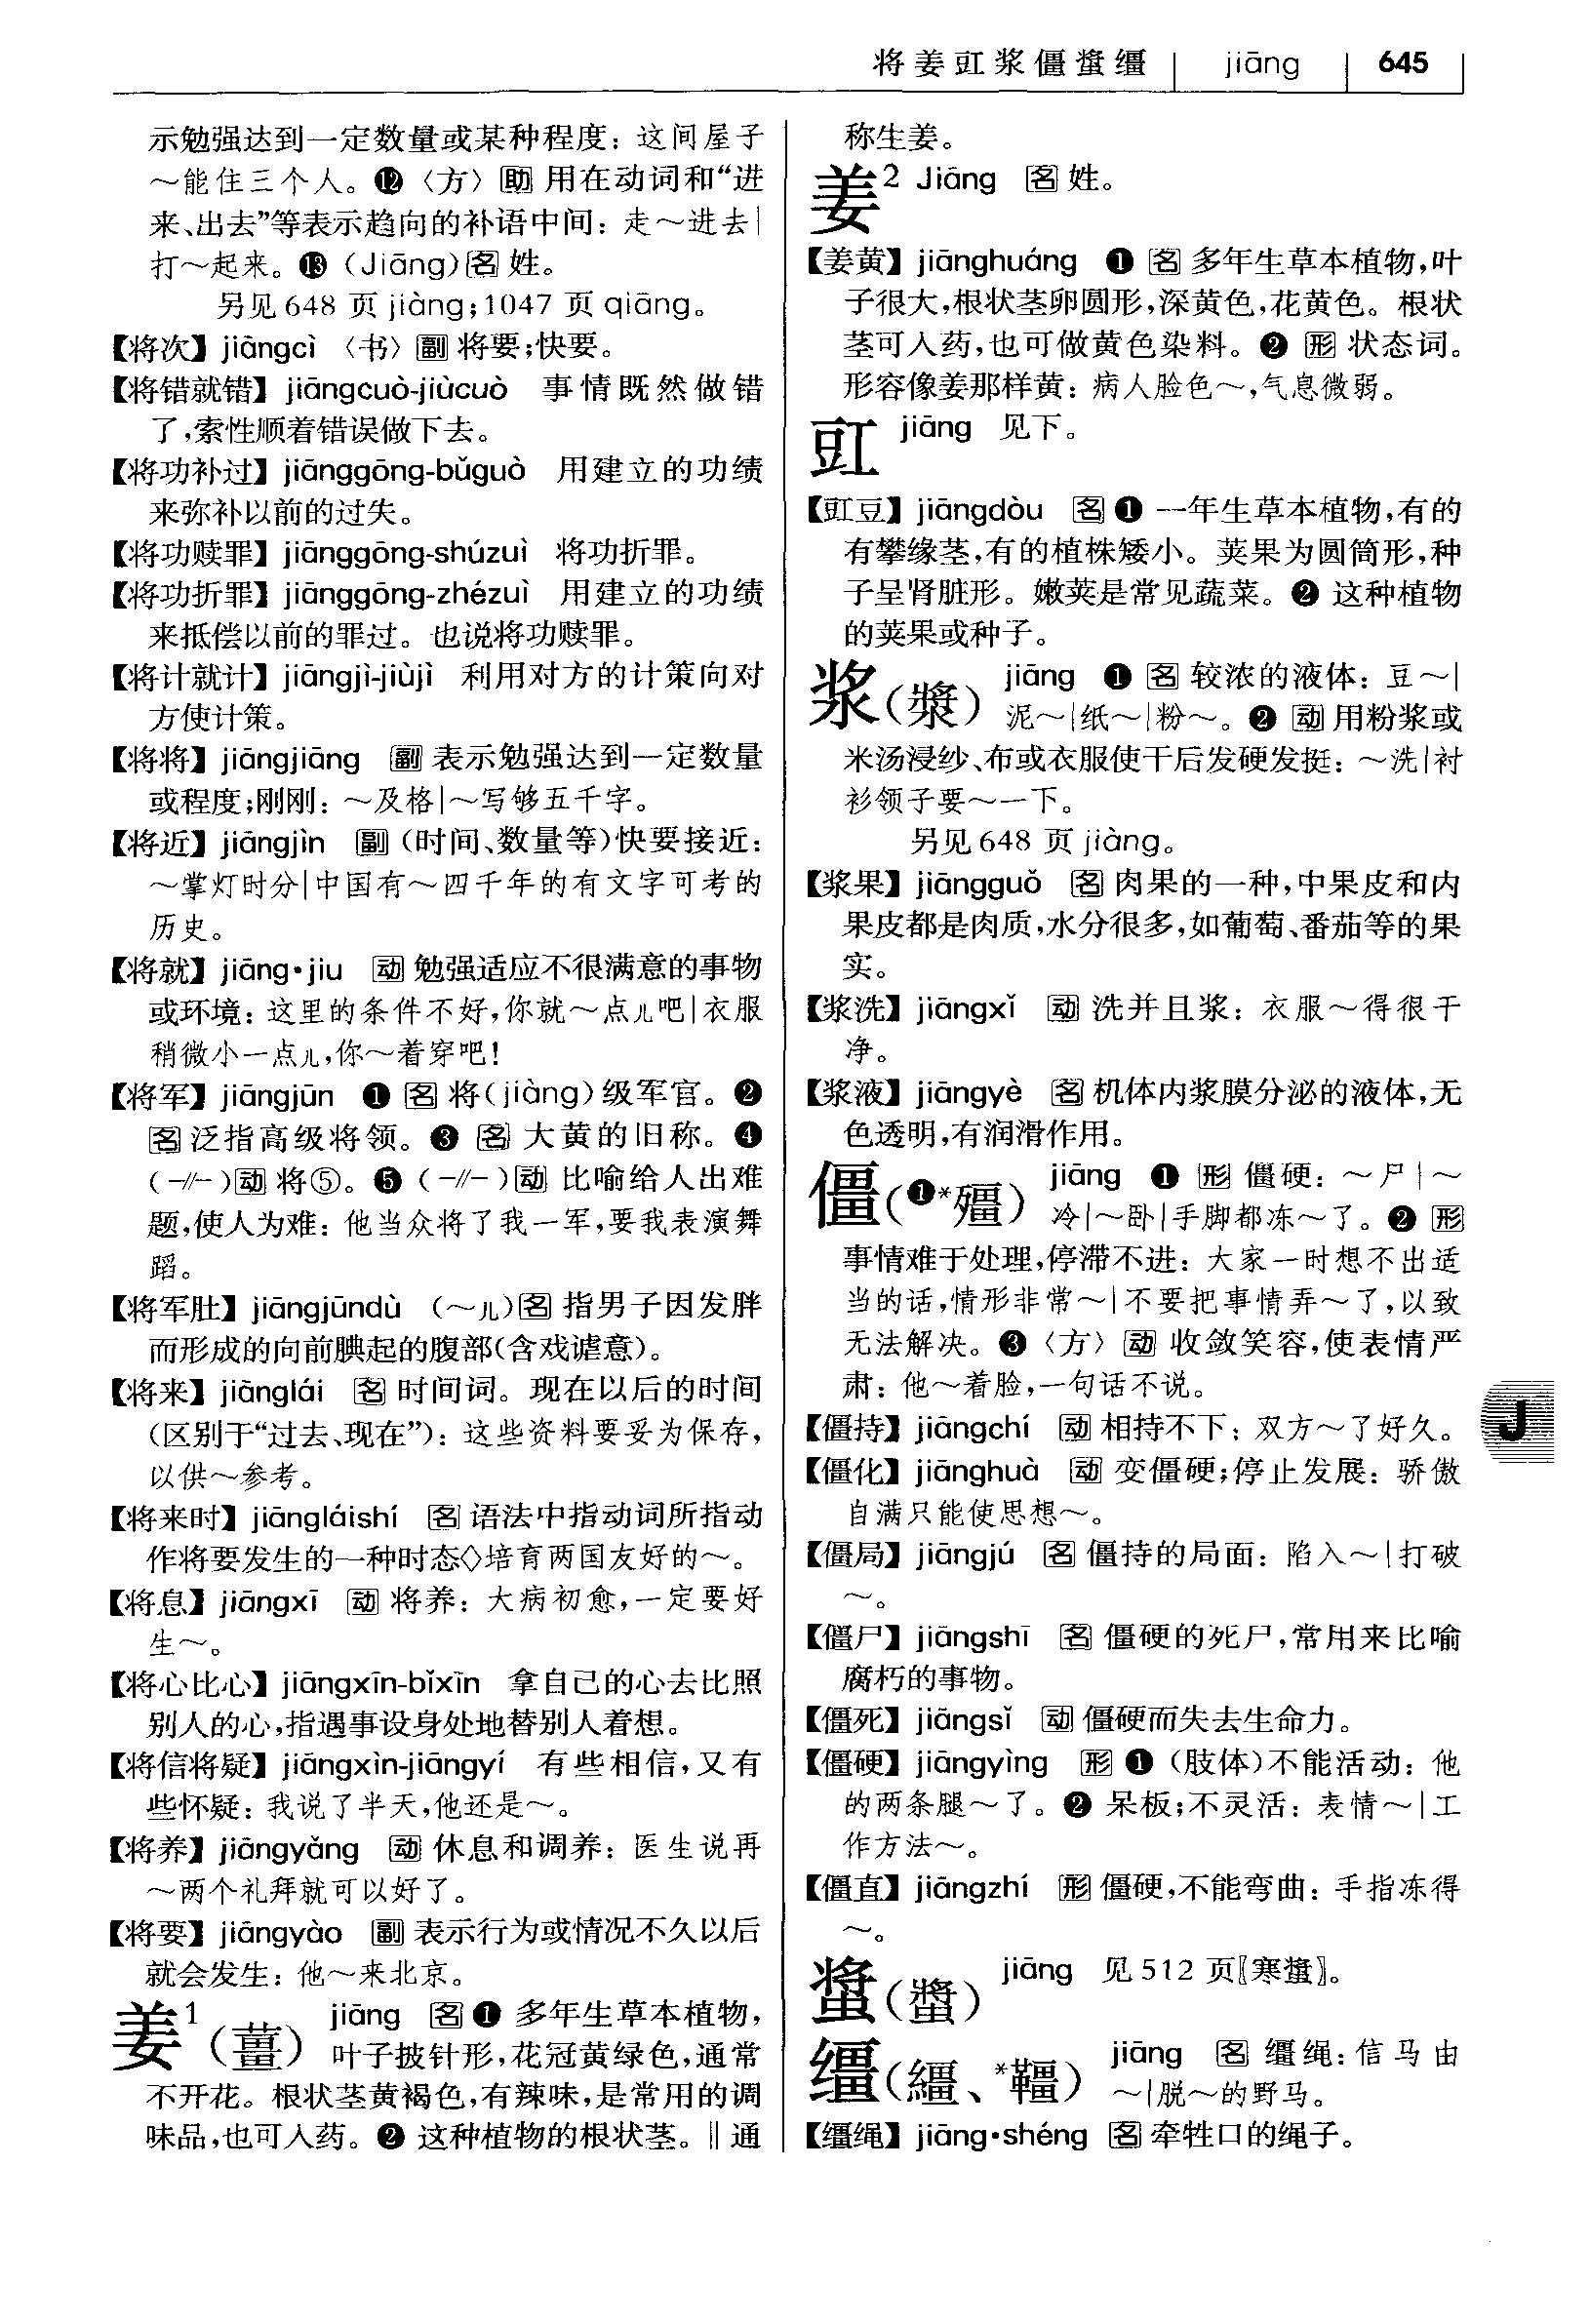 将姜豇浆僵螀缰 jiāng 645
示勉强达到一定数量或某种程度：这间屋子
～能住三个人。⓬〈方〉助 用在动词和“进
来、出去”等表示趋向的补语中间：走～进去｜
打～起来。⓭（Jiāng）名 姓。
另见 648 页 jiàng；1047 页 qiāng。
【将次】jiāngcì 〈书〉副 将要；快要。
【将错就错】jiāngcuò-jiùcuò 事情既然做错
了，索性顺着错误做下去。
【将功补过】jiānggōng-bǔguò 用建立的功绩
来弥补以前的过失。
【将功赎罪】jiānggōng-shúzuì 将功折罪。
【将功折罪】jiānggōng-zhézuì 用建立的功绩
来抵偿以前的罪过。也说将功赎罪。
【将计就计】jiāngjì-jiùjì 利用对方的计策向对
方使计策。
【将将】jiāngjiāng 副 表示勉强达到一定数量
或程度；刚刚：～及格｜～写够五千字。
【将近】jiāngjìn 副（时间、数量等）快要接近：
～掌灯时分｜中国有～四千年的有文字可考的
历史。
【将就】jiāng·jiu 动 勉强适应不很满意的事物
或环境：这里的条件不好，你就～点儿吧｜衣服
稍微小一点儿，你～着穿吧！
【将军】jiāngjūn ❶ 名 将（jiàng）级军官。❷
名 泛指高级将领。❸ 名 大黄的旧称。❹
（-∥-）动 将⑤。❺（-∥-）动 比喻给人出难
题，使人为难：他当众将了我一军，要我表演舞
蹈。
【将军肚】jiāngjūndù （～儿）名 指男子因发胖
而形成的向前腆起的腹部（含戏谑意）。
【将来】jiānglái 名 时间词。现在以后的时间
（区别于“过去、现在”）：这些资料要妥为保存，
以供～参考。
【将来时】jiāngláishí 名 语法中指动词所指动
作将要发生的一种时态◇培育两国友好的～。
【将息】jiāngxī 动 将养：大病初愈，一定要好
生～。
【将心比心】jiāngxīn-bǐxīn 拿自己的心去比照
别人的心，指遇事设身处地替别人着想。
【将信将疑】jiāngxìn-jiāngyí 有些相信，又有
些怀疑：我说了半天，他还是～。
【将养】jiāngyǎng 动 休息和调养：医生说再
～两个礼拜就可以好了。
【将要】jiāngyào 副 表示行为或情况不久以后
就会发生：他～来北京。
姜1（薑） jiāng 名 ❶ 多年生草本植物，
叶子披针形，花冠黄绿色，通常
不开花。根状茎黄褐色，有辣味，是常用的调
味品，也可入药。❷ 这种植物的根状茎。‖ 通
称生姜。
姜2 Jiāng 名 姓。
【姜黄】jiānghuáng ❶ 名 多年生草本植物，叶
子很大，根状茎卵圆形，深黄色，花黄色。根状
茎可入药，也可做黄色染料。❷ 形 状态词。
形容像姜那样黄：病人脸色～，气息微弱。
豇 jiāng 见下。
【豇豆】jiāngdòu 名 ❶ 一年生草本植物，有的
有攀缘茎，有的植株矮小。荚果为圆筒形，种
子呈肾脏形。嫩荚是常见蔬菜。❷ 这种植物
的荚果或种子。
浆（漿） jiāng ❶ 名 较浓的液体：豆～｜
泥～｜纸～｜粉～。❷ 动 用粉浆或
米汤浸纱、布或衣服使干后发硬发挺：～洗｜衬
衫领子要～一下。
另见 648 页 jiàng。
【浆果】jiāngguǒ 名 肉果的一种，中果皮和内
果皮都是肉质，水分很多，如葡萄、番茄等的果
实。
【浆洗】jiāngxǐ 动 洗并且浆：衣服～得很干
净。
【浆液】jiāngyè 名 机体内浆膜分泌的液体，无
色透明，有润滑作用。
僵（❶*殭） jiāng ❶ 形 僵硬：～尸｜～
冷｜～卧｜手脚都冻～了。❷ 形
事情难于处理，停滞不进：大家一时想不出适
当的话，情形非常～｜不要把事情弄～了，以致
无法解决。❸〈方〉动 收敛笑容，使表情严
肃：他～着脸，一句话不说。
【僵持】jiāngchí 动 相持不下：双方～了好久。
【僵化】jiānghuà 动 变僵硬；停止发展：骄傲
自满只能使思想～。
【僵局】jiāngjú 名 僵持的局面：陷入～｜打破
～。
【僵尸】jiāngshī 名 僵硬的死尸，常用来比喻
腐朽的事物。
【僵死】jiāngsǐ 动 僵硬而失去生命力。
【僵硬】jiāngyìng 形 ❶（肢体）不能活动：他
的两条腿～了。❷ 呆板；不灵活：表情～｜工
作方法～。
【僵直】jiāngzhí 形 僵硬，不能弯曲：手指冻得
～。
螀（螿） jiāng 见 512 页〖寒螀〗。
缰（繮、*韁） jiāng 名 缰绳：信马由
～｜脱～的野马。
【缰绳】jiāng·shéng 名 牵牲口的绳子。
J